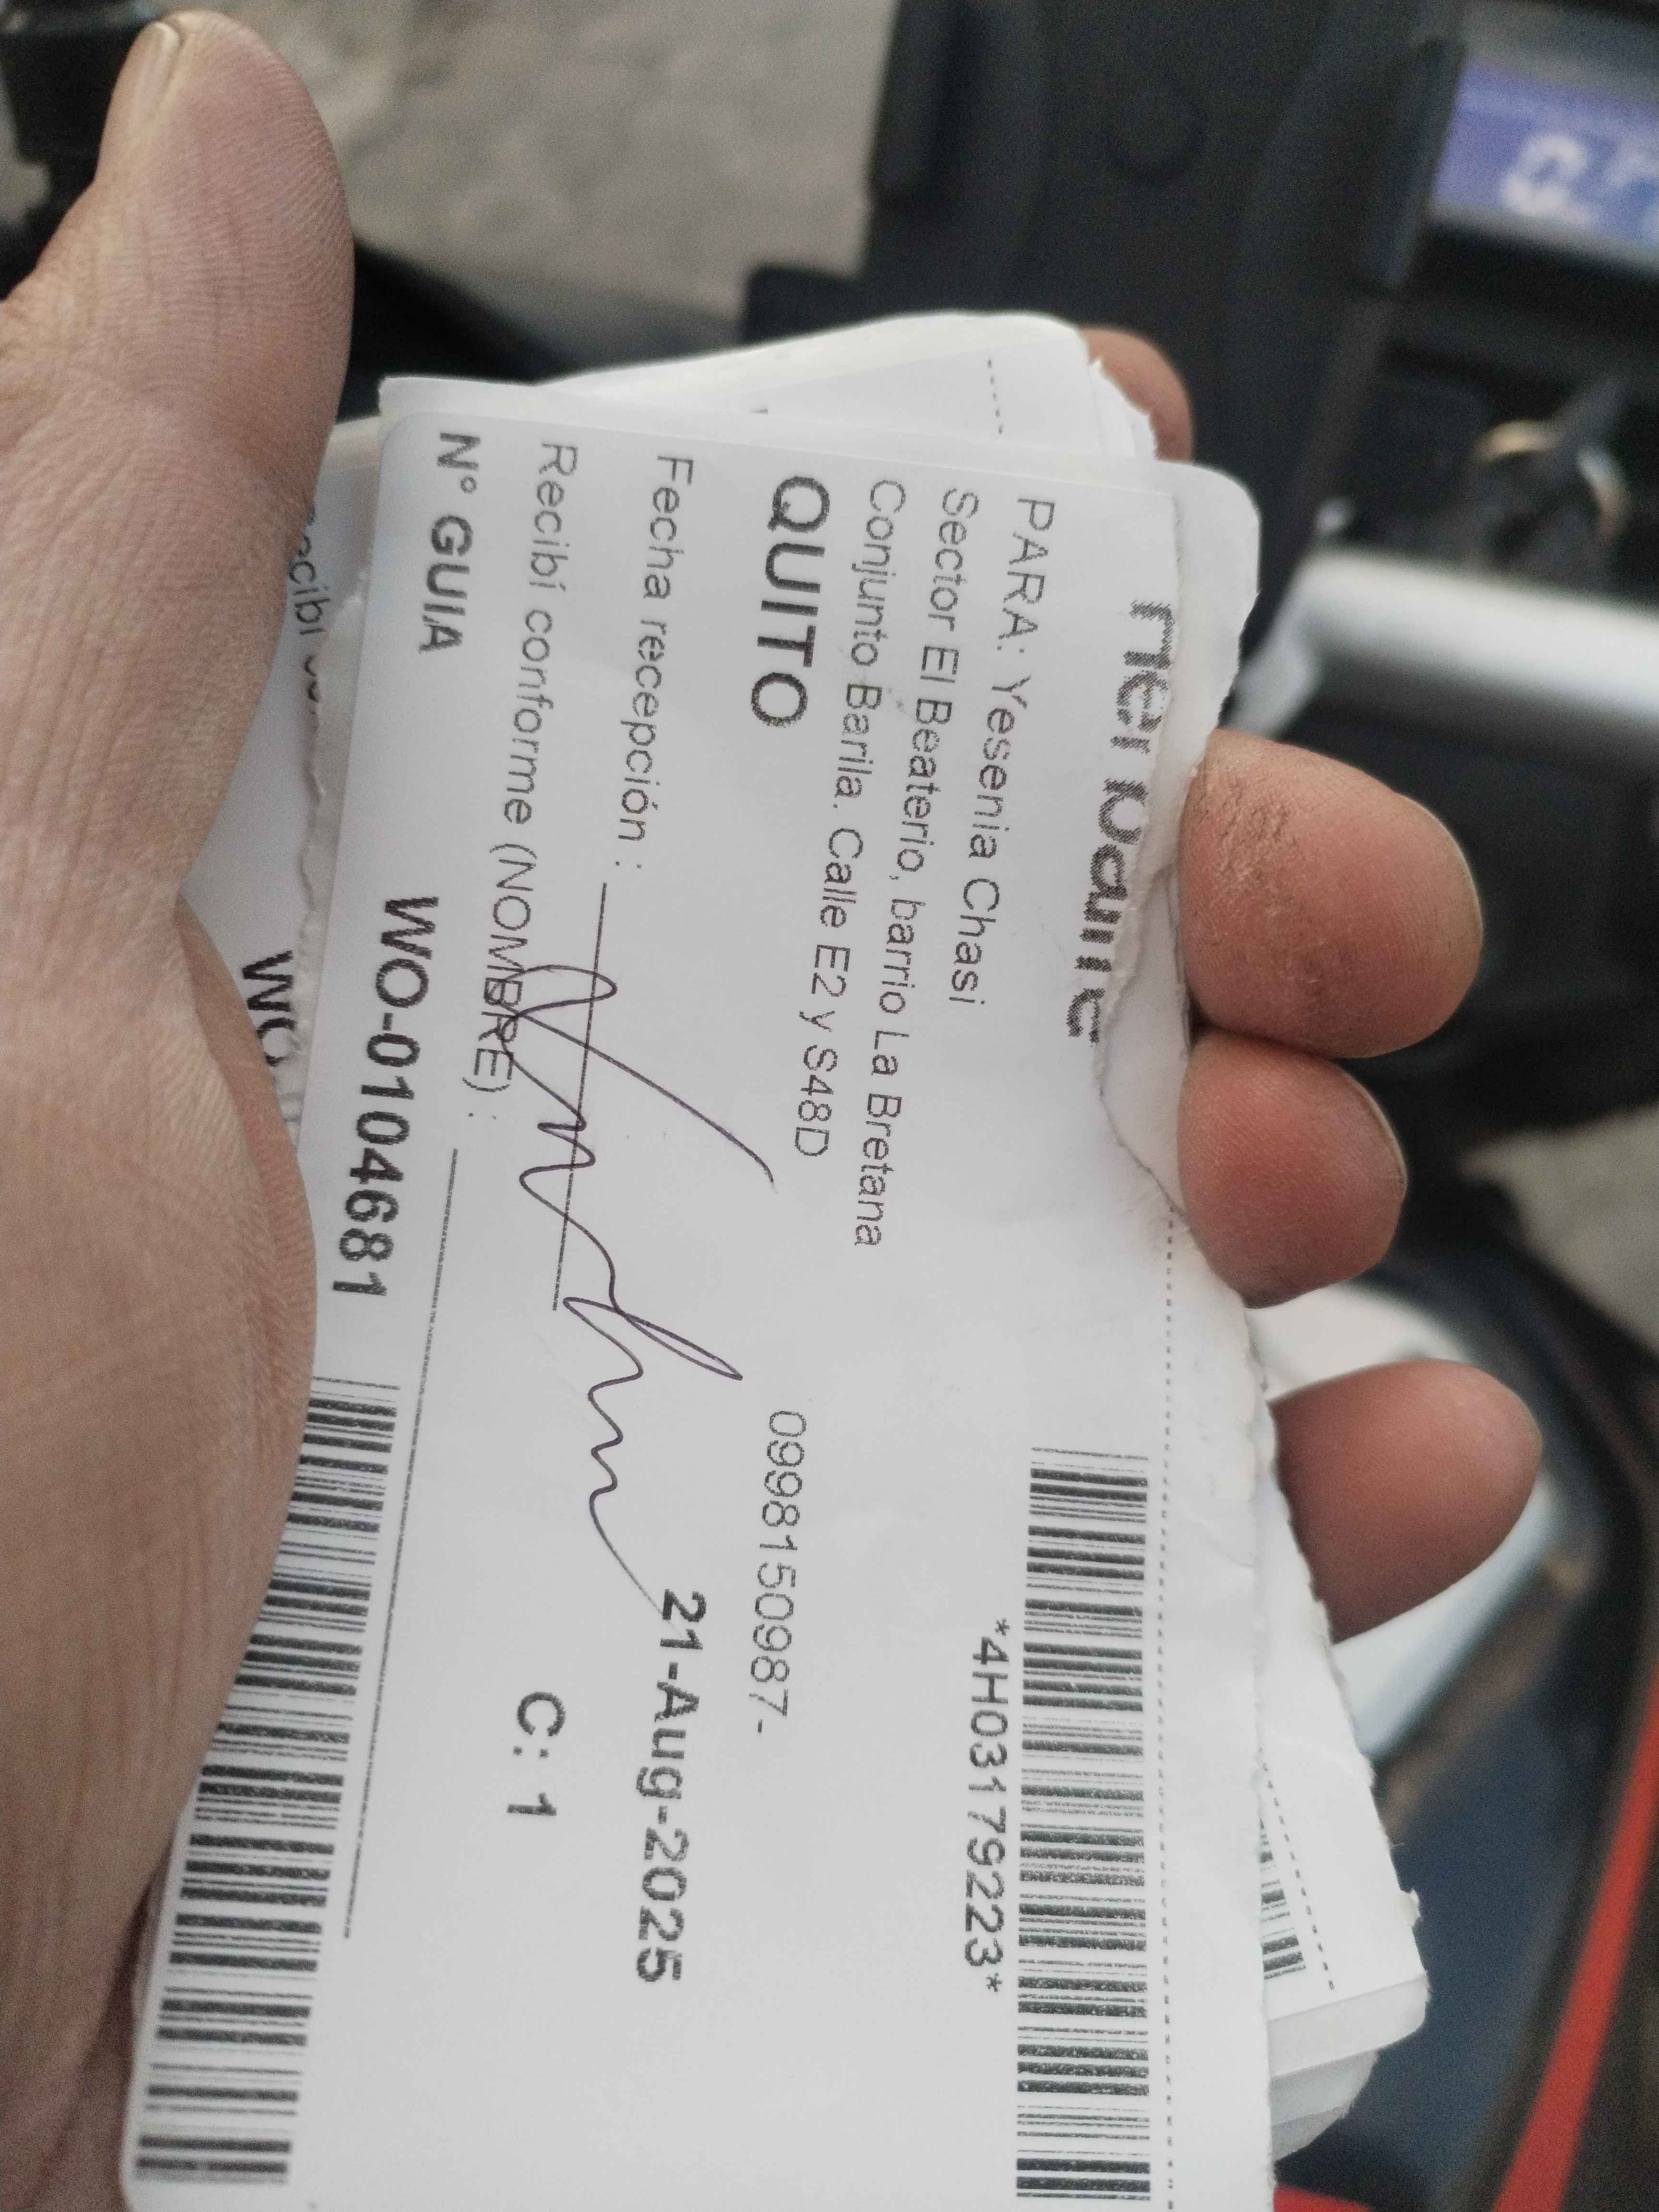 PARA: Yesenia Chasi
*4H03179223*
Sector El Beaterio, barrio La Bretana
Conjunto Barila. Calle E2 y S48D
QUITO
0998150987-
Fecha recepción :
21-Aug-2025
Recibí conforme (NOMBRE) :
C: 1
N° GUIA
WO-0104681